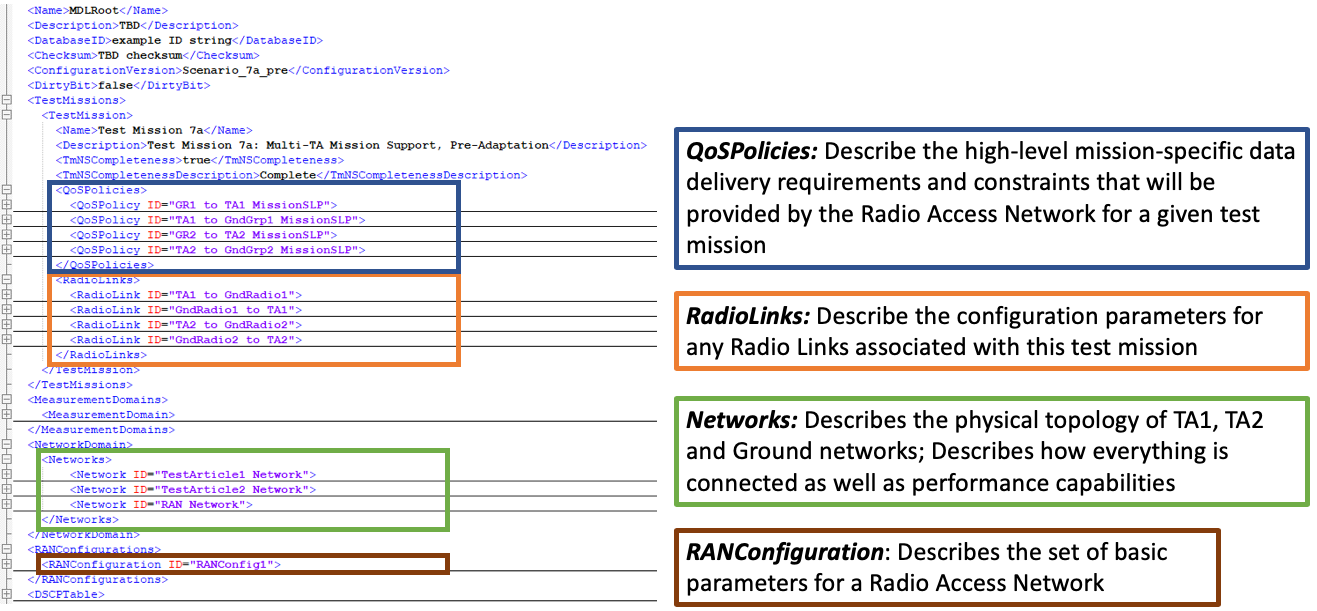 <Name>MDLRoot</Name>
<Description>TBD</Description>
<DatabaseID>example ID string</DatabaseID>
<Checksum>TBD checksum</Checksum>
<ConfigurationVersion>Scenario_7a_pre</ConfigurationVersion>
<DirtyBit>false</DirtyBit>
<TestMissions>
<TestMission>
<Name>Test Mission 7a</Name>
<Description>Test Mission 7a: Multi-TA Mission Support, Pre-Adaptation</Description>
<TmNSCompleteness>true</TmNSCompleteness>
<TmNSCompletenessDescription>Complete</TmNSCompletenessDescription>
<QoSPolicies>
<QoSPolicy ID="GR1 to TA1 MissionSLP">
<QoSPolicy ID="TA1 to GndGrp1 MissionSLP">
<QoSPolicy ID="GR2 to TA2 MissionSLP">
<QoSPolicy ID="TA2 to GndGrp2 MissionSLP">
</QoSPolicies>
<RadioLinks>
<RadioLink ID="TA1 to GndRadio1">
<RadioLink ID="GndRadio1 to TA1">
<RadioLink ID="TA2 to GndRadio2">
<RadioLink ID="GndRadio2 to TA2">
</RadioLinks>
</TestMission>
</TestMissions>
<MeasurementDomains>
<MeasurementDomain>
</MeasurementDomains>
<NetworkDomain>
<Networks>
<Network ID="TestArticle1 Network">
<Network ID="TestArticle2 Network">
<Network ID="RAN Network">
</Networks>
</NetworkDomain>
<RANConfigurations>
<RANConfiguration ID="RANConfig1">
</RANConfigurations>
<DSCPTable>
QoSPolicies: Describe the high-level mission-specific data
delivery requirements and constraints that will be
provided by the Radio Access Network for a given test
mission
RadioLinks: Describe the configuration parameters for
any Radio Links associated with this test mission
Networks: Describes the physical topology of TA1, TA2
and Ground networks; Describes how everything is
connected as well as performance capabilities
RANConfiguration: Describes the set of basic
parameters for a Radio Access Network